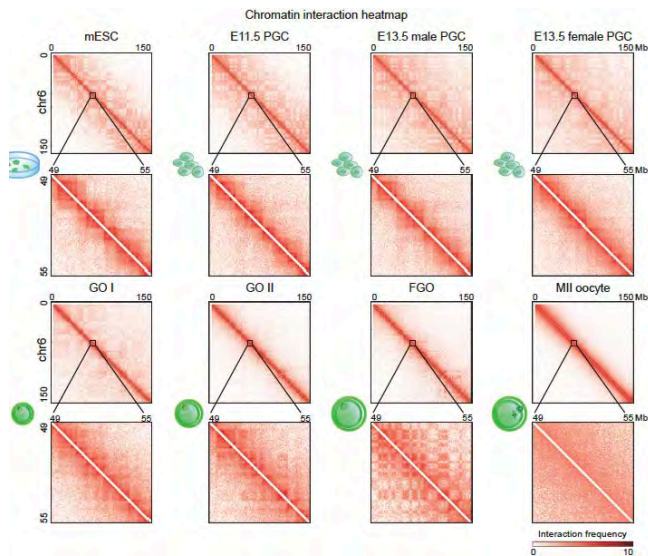 Chromatin interaction heatmap
mESC E11.5 PGC E13.5 male PGC E13.5 female PGC
0 150 0 150 0 150 0 150 Mb
0
chr6
150
49 55 49 55 49 55 49 55 Mb
49
55
GO I GO II FGO MII oocyte
0 150 0 150 0 150 0 150 Mb
0
chr6
150
49 55 49 55 49 55 49 55 Mb
49
55
Interaction frequency
0 10